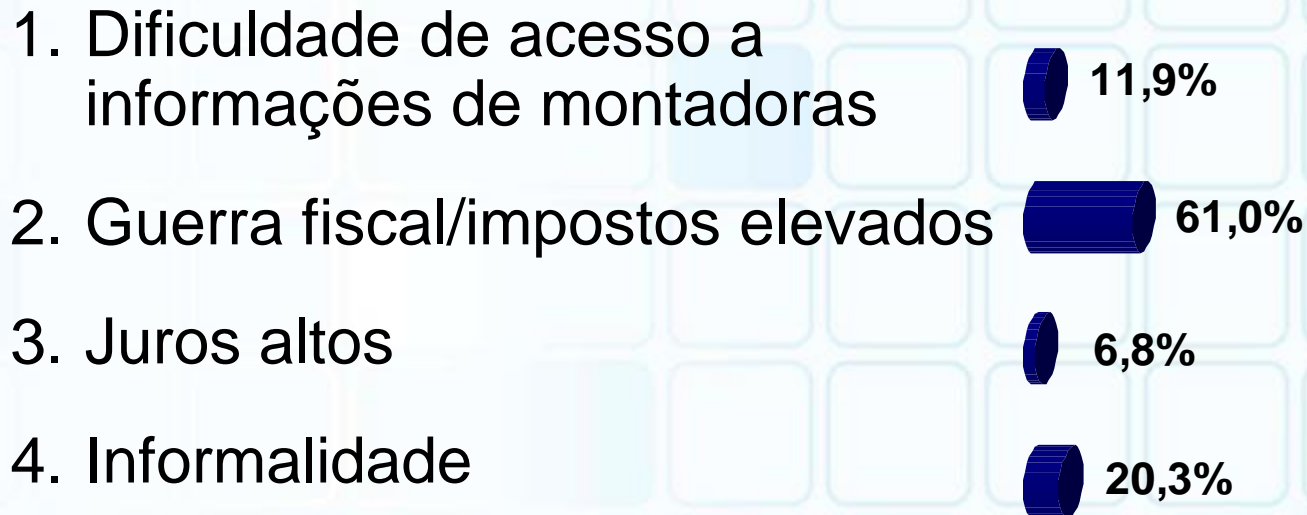 1. Dificuldade de acesso a
informações de montadoras
11,9%
2. Guerra fiscal/impostos elevados
61,0%
3. Juros altos
6,8%
4. Informalidade
20,3%